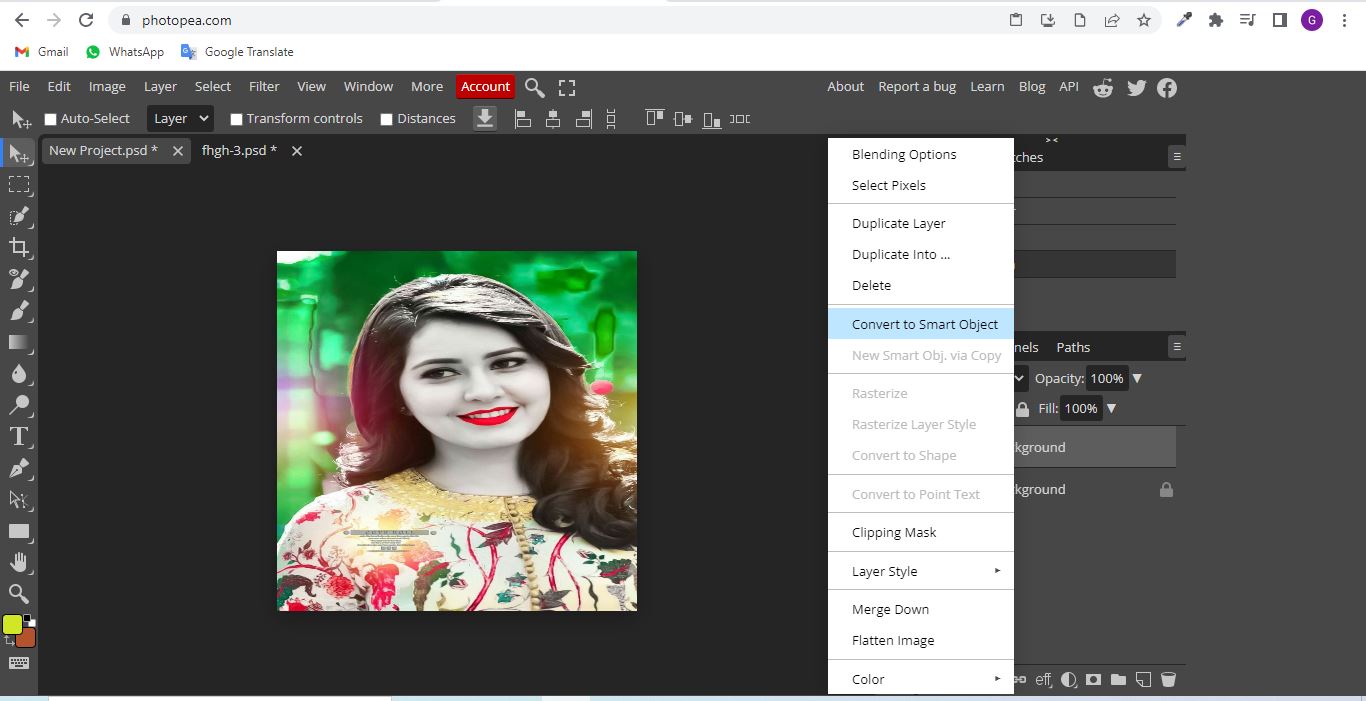 photopea.com
G
Gmail WhatsApp Google Translate
File Edit Image Layer Select Filter View Window More Account
About Report a bug Learn Blog API
Auto-Select Layer Transform controls Distances
New Project.psd * fhgh-3.psd *
Blending Options
tches
Select Pixels
Duplicate Layer
Duplicate Into ...
Delete
Convert to Smart Object
nels Paths
New Smart Obj. via Copy
Opacity: 100%
Rasterize
Fill: 100%
Rasterize Layer Style
kground
Convert to Shape
Convert to Point Text
kground
Clipping Mask
Layer Style
Merge Down
Flatten Image
Color
eff